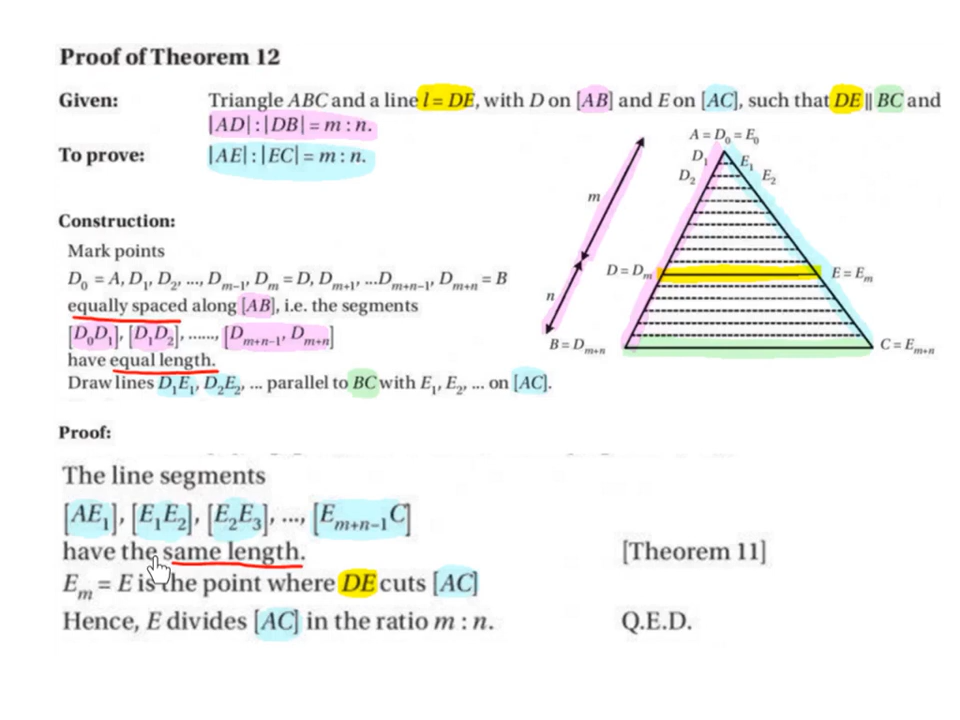 Proof of Theorem 12
Given: Triangle ABC and a line l = DE, with D on [AB] and E on [AC], such that DE || BC and
|AD| : |DB| = m : n.
To prove: |AE| : |EC| = m : n.
Construction:
Mark points
D₀ = A, D₁, D₂, ..., Dₘ₋₁, Dₘ = D, Dₘ₊₁, ...Dₘ₊ₙ₋₁, Dₘ₊ₙ = B
equally spaced along [AB], i.e. the segments
[D₀D₁], [D₁D₂], ......, [Dₘ₊ₙ₋₁, Dₘ₊ₙ]
have equal length.
Draw lines D₁E₁, D₂E₂, ... parallel to BC with E₁, E₂, ... on [AC].
A = D₀ = E₀
D₁ E₁
D₂ E₂
m
D = Dₘ E = Eₘ
n
B = Dₘ₊ₙ C = Eₘ₊ₙ
Proof:
The line segments
[AE₁], [E₁E₂], [E₂E₃], ..., [Eₘ₊ₙ₋₁C]
have the same length. [Theorem 11]
Eₘ = E is the point where DE cuts [AC]
Hence, E divides [AC] in the ratio m : n. Q.E.D.